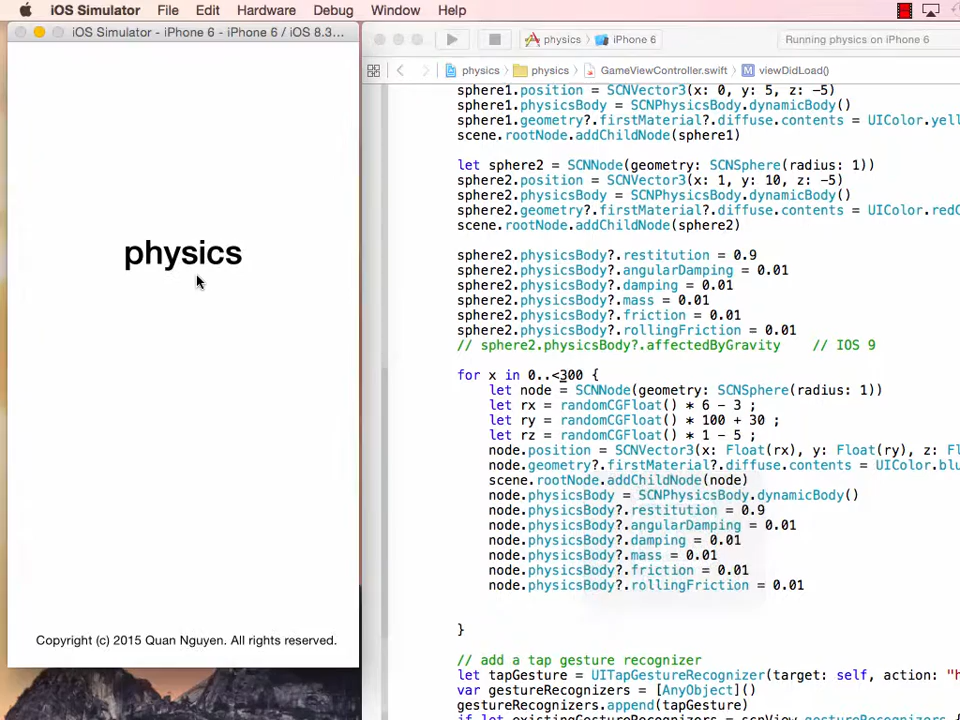 iOS Simulator File Edit Hardware Debug Window Help
iOS Simulator - iPhone 6 - iPhone 6 / iOS 8.3...
physics iPhone 6 Running physics on iPhone 6
physics physics GameViewController.swift M viewDidLoad()
sphere1.position = SCNVector3(x: 0, y: 5, z: -5)
sphere1.physicsBody = SCNPhysicsBody.dynamicBody()
sphere1.geometry?.firstMaterial?.diffuse.contents = UIColor.yel
scene.rootNode.addChildNode(sphere1)
let sphere2 = SCNNode(geometry: SCNSphere(radius: 1))
sphere2.position = SCNVector3(x: 1, y: 10, z: -5)
sphere2.physicsBody = SCNPhysicsBody.dynamicBody()
sphere2.geometry?.firstMaterial?.diffuse.contents = UIColor.red
scene.rootNode.addChildNode(sphere2)
sphere2.physicsBody?.restitution = 0.9
sphere2.physicsBody?.angularDamping = 0.01
sphere2.physicsBody?.damping = 0.01
sphere2.physicsBody?.mass = 0.01
sphere2.physicsBody?.friction = 0.01
sphere2.physicsBody?.rollingFriction = 0.01
// sphere2.physicsBody?.affectedByGravity // IOS 9
for x in 0..<300 {
let node = SCNNode(geometry: SCNSphere(radius: 1))
let rx = randomCGFloat() * 6 - 3 ;
let ry = randomCGFloat() * 100 + 30 ;
let rz = randomCGFloat() * 1 - 5 ;
node.position = SCNVector3(x: Float(rx), y: Float(ry), z: F
node.geometry?.firstMaterial?.diffuse.contents = UIColor.blu
scene.rootNode.addChildNode(node)
node.physicsBody = SCNPhysicsBody.dynamicBody()
node.physicsBody?.restitution = 0.9
node.physicsBody?.angularDamping = 0.01
node.physicsBody?.damping = 0.01
node.physicsBody?.mass = 0.01
node.physicsBody?.friction = 0.01
node.physicsBody?.rollingFriction = 0.01
}
// add a tap gesture recognizer
let tapGesture = UITapGestureRecognizer(target: self, action: "h
var gestureRecognizers = [AnyObject]()
gestureRecognizers.append(tapGesture)
if let existingGestureRecognizers = scnView.gestureRecognizers {
physics
Copyright (c) 2015 Quan Nguyen. All rights reserved.